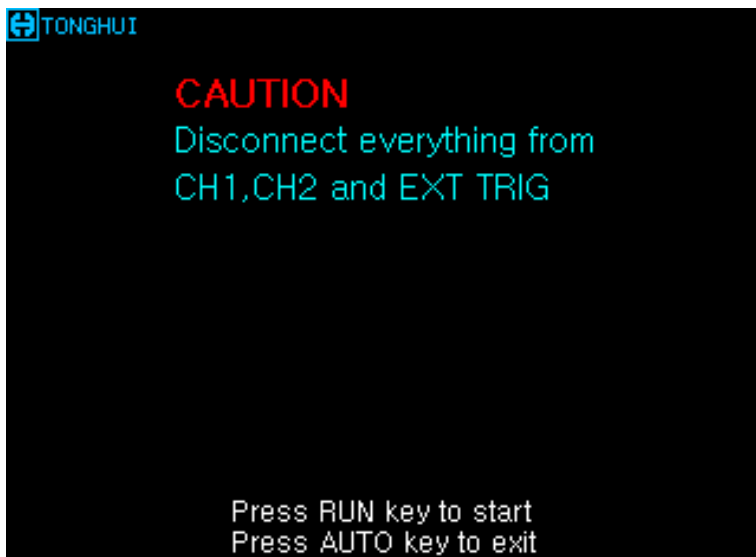 TONGHUI
CAUTION
Disconnect everything from
CH1,CH2 and EXT TRIG
Press RUN key to start
Press AUTO key to exit